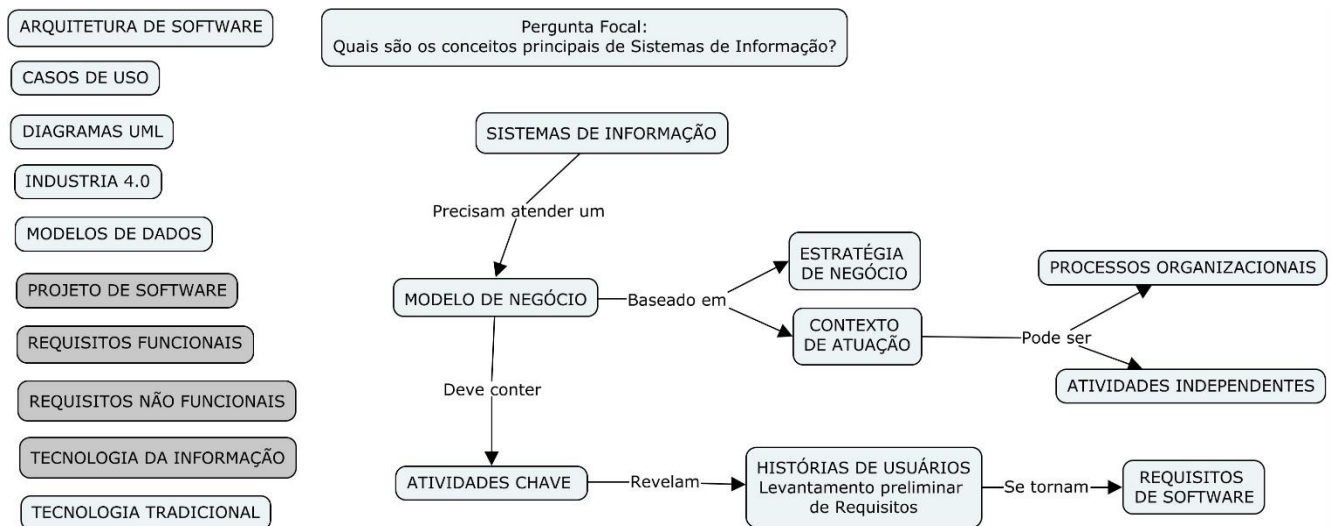 ARQUITETURA DE SOFTWARE
CASOS DE USO
DIAGRAMAS UML
INDUSTRIA 4.0
MODELOS DE DADOS
PROJETO DE SOFTWARE
REQUISITOS FUNCIONAIS
REQUISITOS NÃO FUNCIONAIS
TECNOLOGIA DA INFORMAÇÃO
TECNOLOGIA TRADICIONAL
Pergunta Focal:
Quais são os conceitos principais de Sistemas de Informação?
SISTEMAS DE INFORMAÇÃO
Precisam atender um
MODELO DE NEGÓCIO
Baseado em
ESTRATÉGIA
DE NEGÓCIO
CONTEXTO
DE ATUAÇÃO
Pode ser
PROCESSOS ORGANIZACIONAIS
ATIVIDADES INDEPENDENTES
Deve conter
ATIVIDADES CHAVE
Revelam
HISTÓRIAS DE USUÁRIOS
Levantamento preliminar
de Requisitos
Se tornam
REQUISITOS
DE SOFTWARE